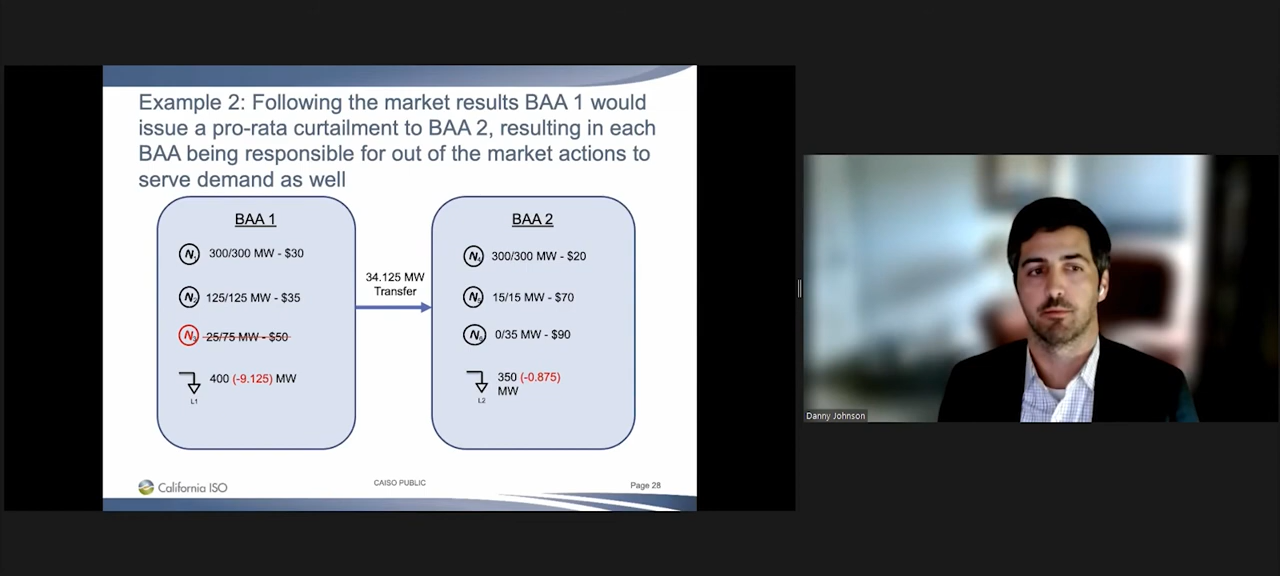 Example 2: Following the market results BAA 1 would
issue a pro-rata curtailment to BAA 2, resulting in each
BAA being responsible for out of the market actions to
serve demand as well
BAA 1
300/300 MW - $30
125/125 MW - $35
25/75 MW - $50
400 (-9.125) MW
L1
34.125 MW
Transfer
BAA 2
300/300 MW - $20
15/15 MW - $70
0/35 MW - $90
350 (-0.875)
MW
L2
California ISO
CAISO PUBLIC
Page 28
Danny Johnson